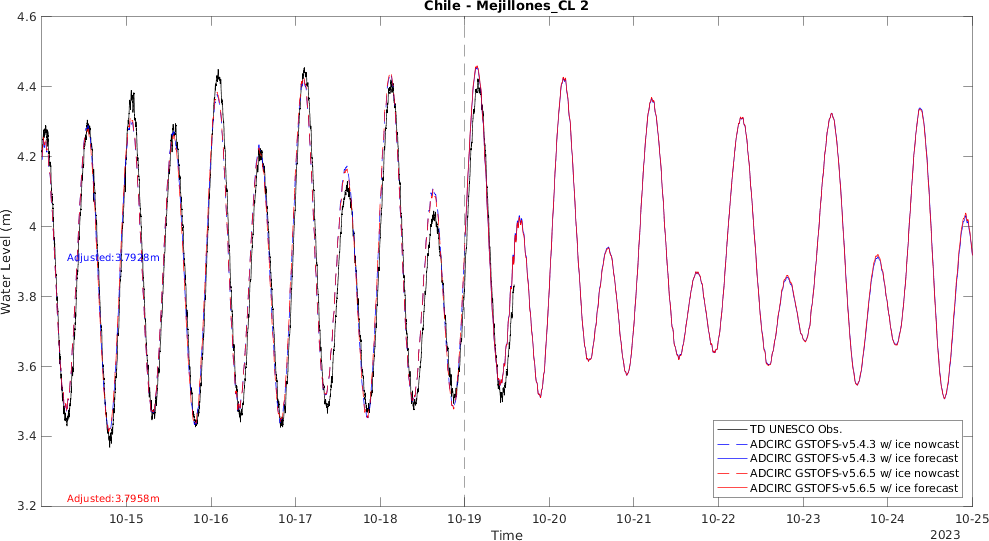 Chile - Mejillones_CL 2
4.6
4.4
4.2
4
3.8
3.6
3.4
3.2
Water Level (m)
Adjusted:3.7928m
Adjusted:3.7958m
TD UNESCO Obs.
ADCIRC GSTOFS-v5.4.3 w/ ice nowcast
ADCIRC GSTOFS-v5.4.3 w/ ice forecast
ADCIRC GSTOFS-v5.6.5 w/ ice nowcast
ADCIRC GSTOFS-v5.6.5 w/ ice forecast
10-15 10-16 10-17 10-18 10-19 10-20 10-21 10-22 10-23 10-24 10-25
Time
2023